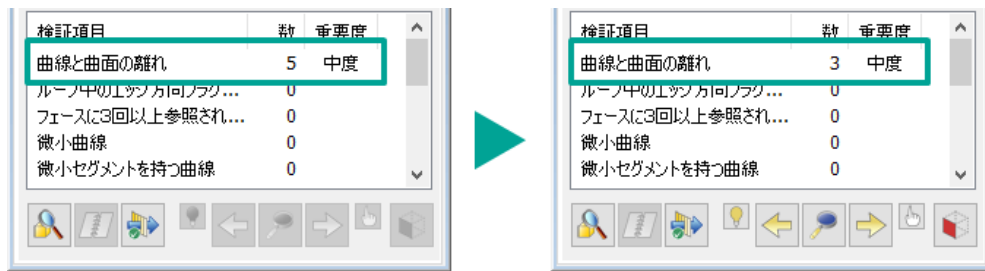 検証項目 数 重要度
曲線と曲面の離れ 5 中度
ループ中のエッジ方向フラグ... 0
フェースに3回以上参照され... 0
微小曲線 0
微小セグメントを持つ曲線 0
検証項目 数 重要度
曲線と曲面の離れ 3 中度
ループ中のエッジ方向フラグ... 0
フェースに3回以上参照され... 0
微小曲線 0
微小セグメントを持つ曲線 0